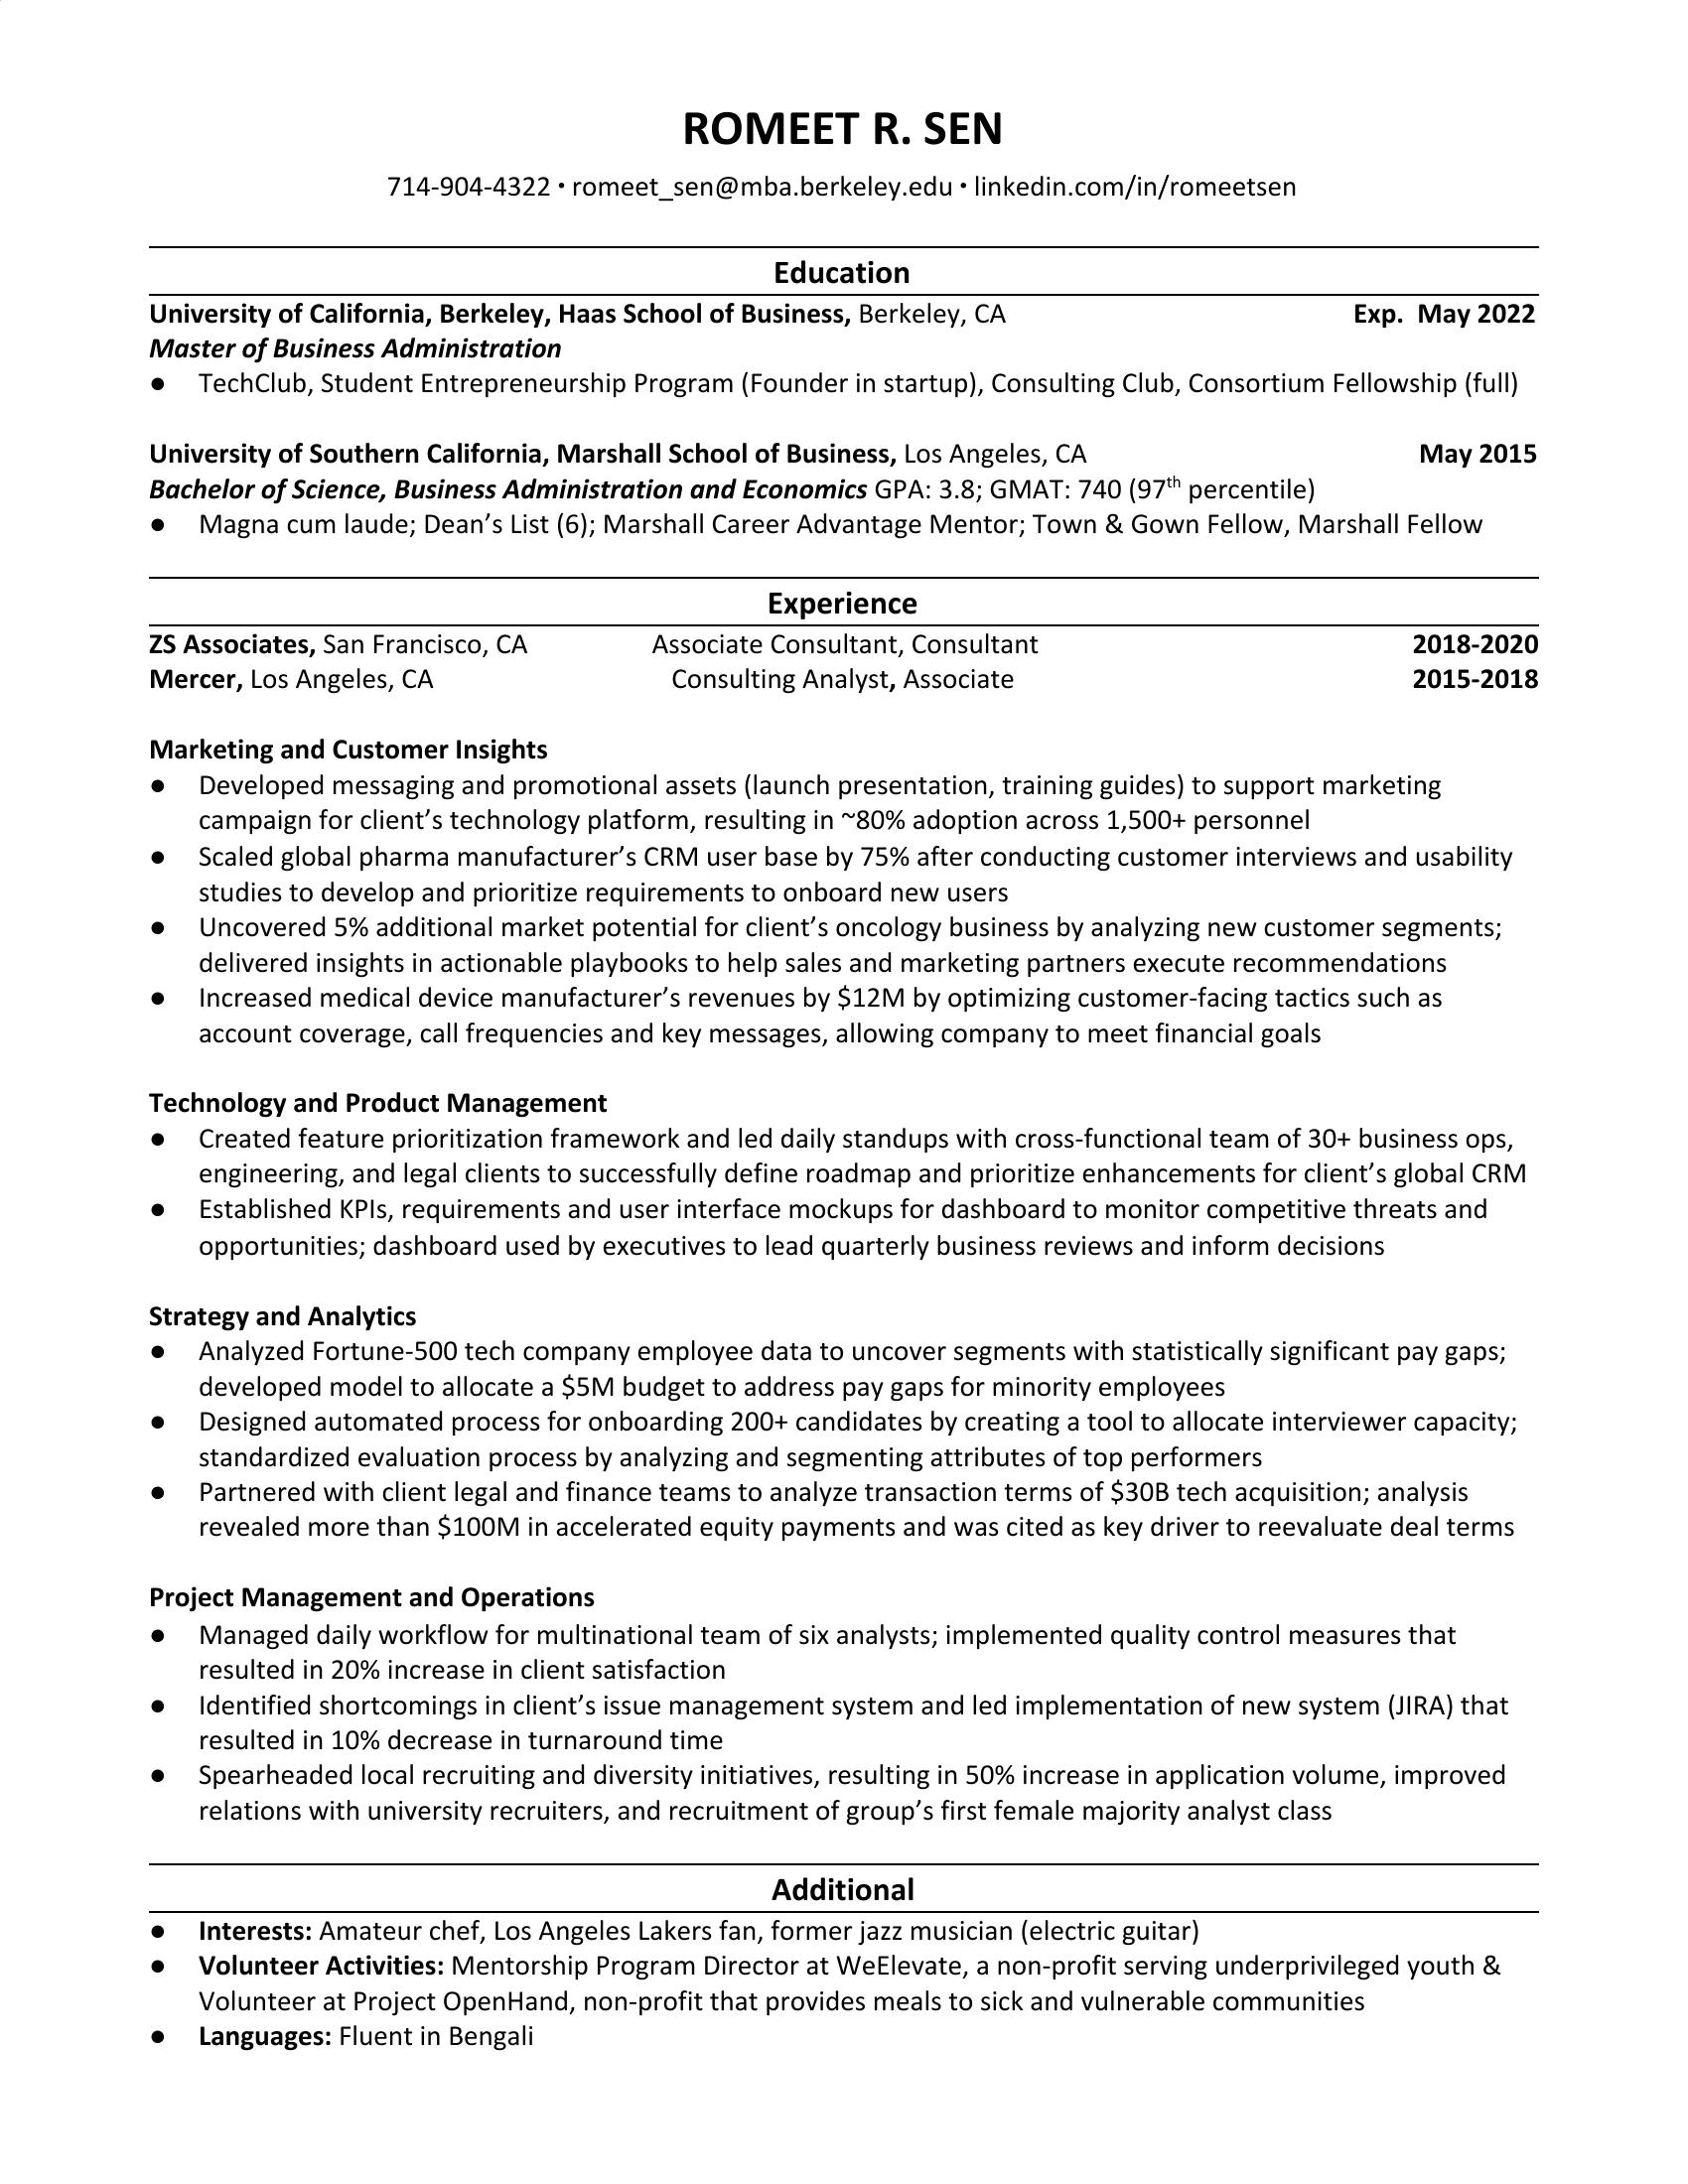 ROMEET R. SEN
714-904-4322 • romeet_sen@mba.berkeley.edu • linkedin.com/in/romeetsen
Education
University of California, Berkeley, Haas School of Business, Berkeley, CA Exp. May 2022
Master of Business Administration
● TechClub, Student Entrepreneurship Program (Founder in startup), Consulting Club, Consortium Fellowship (full)
University of Southern California, Marshall School of Business, Los Angeles, CA May 2015
Bachelor of Science, Business Administration and Economics GPA: 3.8; GMAT: 740 (97th percentile)
● Magna cum laude; Dean’s List (6); Marshall Career Advantage Mentor; Town & Gown Fellow, Marshall Fellow
Experience
ZS Associates, San Francisco, CA Associate Consultant, Consultant 2018-2020
Mercer, Los Angeles, CA Consulting Analyst, Associate 2015-2018
Marketing and Customer Insights
● Developed messaging and promotional assets (launch presentation, training guides) to support marketing
campaign for client’s technology platform, resulting in ~80% adoption across 1,500+ personnel
● Scaled global pharma manufacturer’s CRM user base by 75% after conducting customer interviews and usability
studies to develop and prioritize requirements to onboard new users
● Uncovered 5% additional market potential for client’s oncology business by analyzing new customer segments;
delivered insights in actionable playbooks to help sales and marketing partners execute recommendations
● Increased medical device manufacturer’s revenues by $12M by optimizing customer-facing tactics such as
account coverage, call frequencies and key messages, allowing company to meet financial goals
Technology and Product Management
● Created feature prioritization framework and led daily standups with cross-functional team of 30+ business ops,
engineering, and legal clients to successfully define roadmap and prioritize enhancements for client’s global CRM
● Established KPIs, requirements and user interface mockups for dashboard to monitor competitive threats and
opportunities; dashboard used by executives to lead quarterly business reviews and inform decisions
Strategy and Analytics
● Analyzed Fortune-500 tech company employee data to uncover segments with statistically significant pay gaps;
developed model to allocate a $5M budget to address pay gaps for minority employees
● Designed automated process for onboarding 200+ candidates by creating a tool to allocate interviewer capacity;
standardized evaluation process by analyzing and segmenting attributes of top performers
● Partnered with client legal and finance teams to analyze transaction terms of $30B tech acquisition; analysis
revealed more than $100M in accelerated equity payments and was cited as key driver to reevaluate deal terms
Project Management and Operations
● Managed daily workflow for multinational team of six analysts; implemented quality control measures that
resulted in 20% increase in client satisfaction
● Identified shortcomings in client’s issue management system and led implementation of new system (JIRA) that
resulted in 10% decrease in turnaround time
● Spearheaded local recruiting and diversity initiatives, resulting in 50% increase in application volume, improved
relations with university recruiters, and recruitment of group’s first female majority analyst class
Additional
● Interests: Amateur chef, Los Angeles Lakers fan, former jazz musician (electric guitar)
● Volunteer Activities: Mentorship Program Director at WeElevate, a non-profit serving underprivileged youth &
Volunteer at Project OpenHand, non-profit that provides meals to sick and vulnerable communities
● Languages: Fluent in Bengali